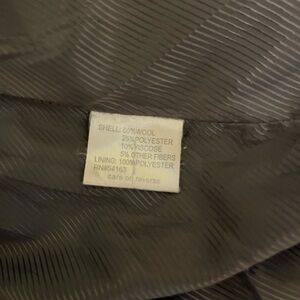 SHELL: 60%WOOL
25%POLYESTER
10%VISCOSE
5% OTHER FIBERS
LINING: 100%POLYESTER
RN#54163
care on reverse